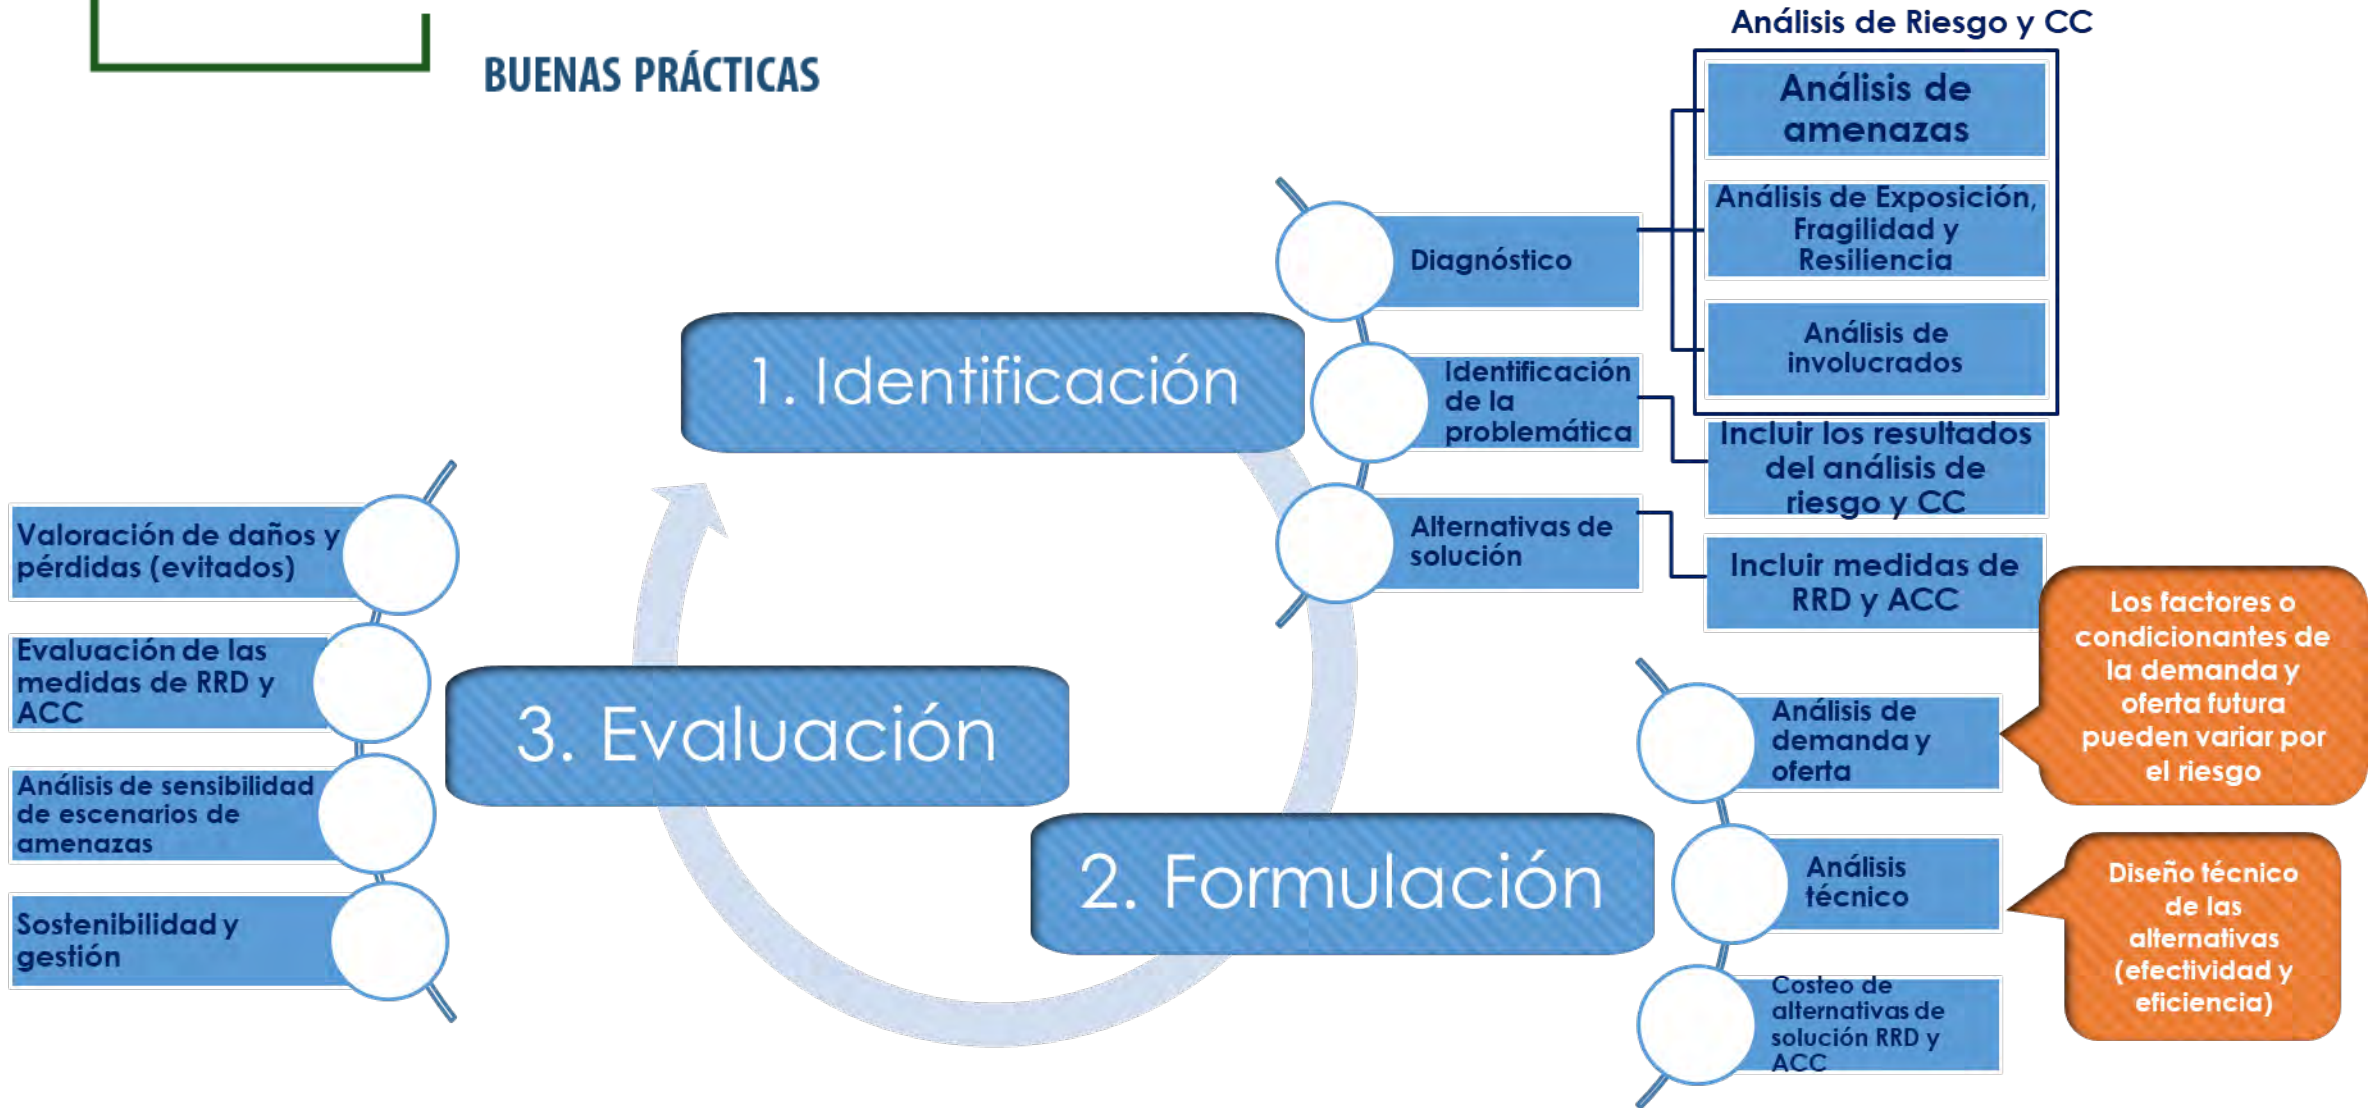 BUENAS PRÁCTICAS
Análisis de Riesgo y CC
1. Identificación
Diagnóstico
Análisis de
amenazas
Análisis de Exposición,
Fragilidad y
Resiliencia
Análisis de
involucrados
Identificación
de la
problemática
Incluir los resultados
del análisis de
riesgo y CC
Alternativas de
solución
Incluir medidas de
RRD y ACC
2. Formulación
Análisis de
demanda y
oferta
Los factores o
condicionantes de
la demanda y
oferta futura
pueden variar por
el riesgo
Análisis
técnico
Diseño técnico
de las
alternativas
(efectividad y
eficiencia)
Costeo de
alternativas de
solución RRD y
ACC
3. Evaluación
Valoración de daños y
pérdidas (evitados)
Evaluación de las
medidas de RRD y
ACC
Análisis de sensibilidad
de escenarios de
amenazas
Sostenibilidad y
gestión